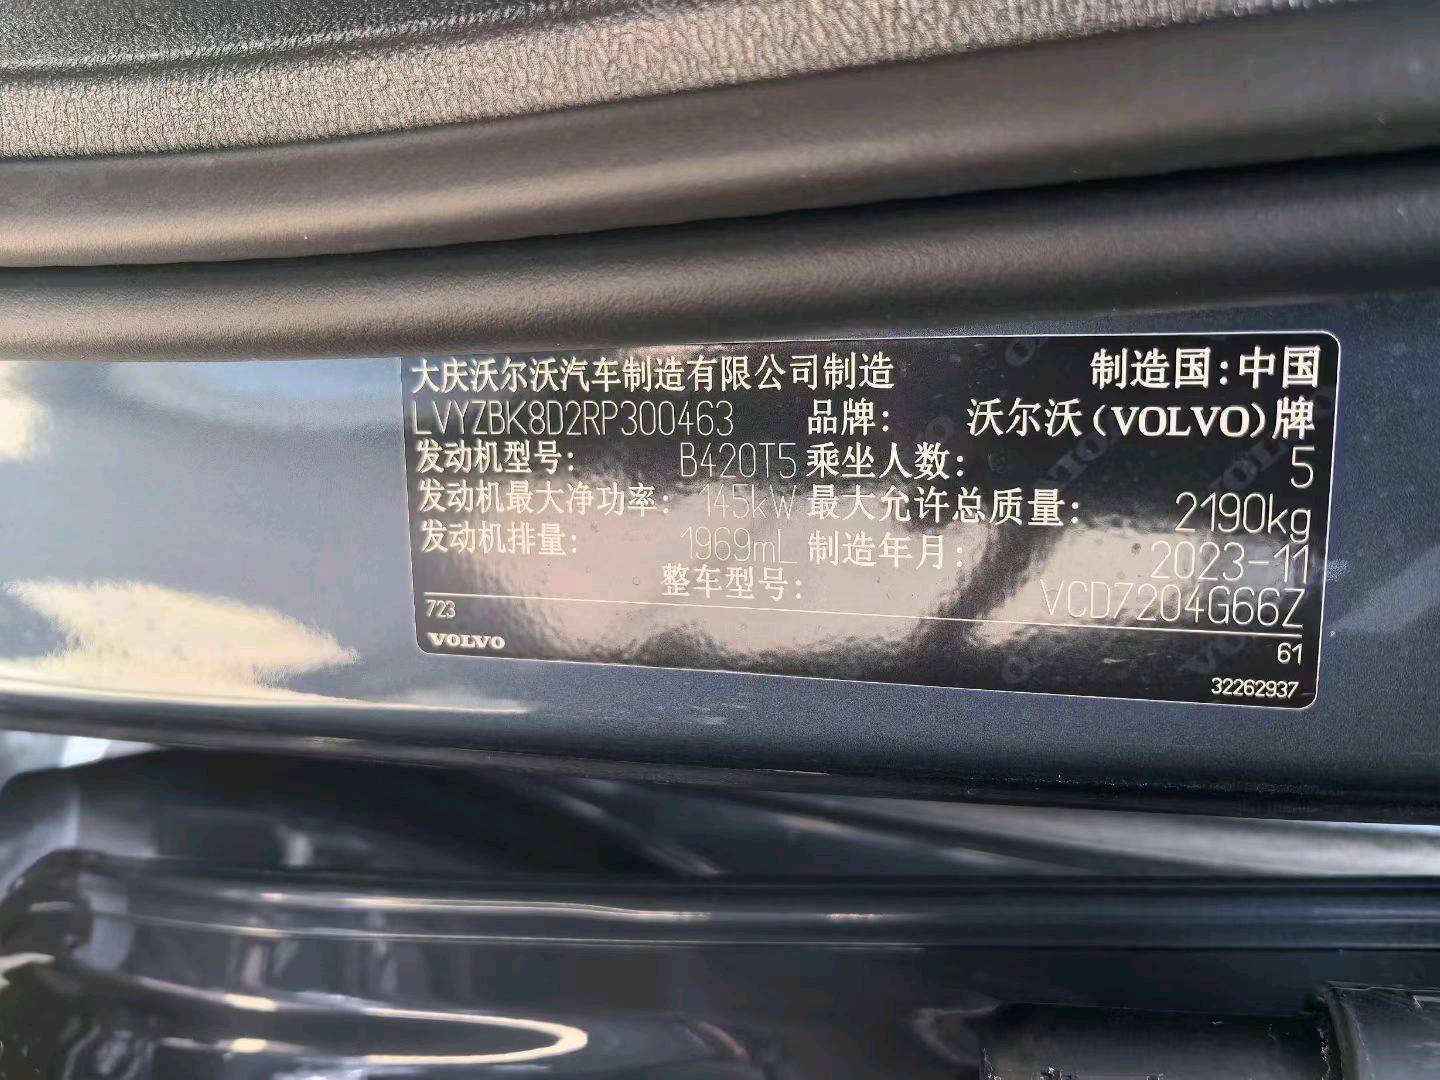 大庆沃尔沃汽车制造有限公司制造 制造国:中国
LVYZBK8D2RP300463 品牌: 沃尔沃(VOLVO)牌
发动机型号: B420T5 乘坐人数: 5
发动机最大净功率: 145kW 最大允许总质量: 2190kg
发动机排量: 1969mL 制造年月: 2023-11
整车型号: VCD7204G66Z
723 61
VOLVO 32262937